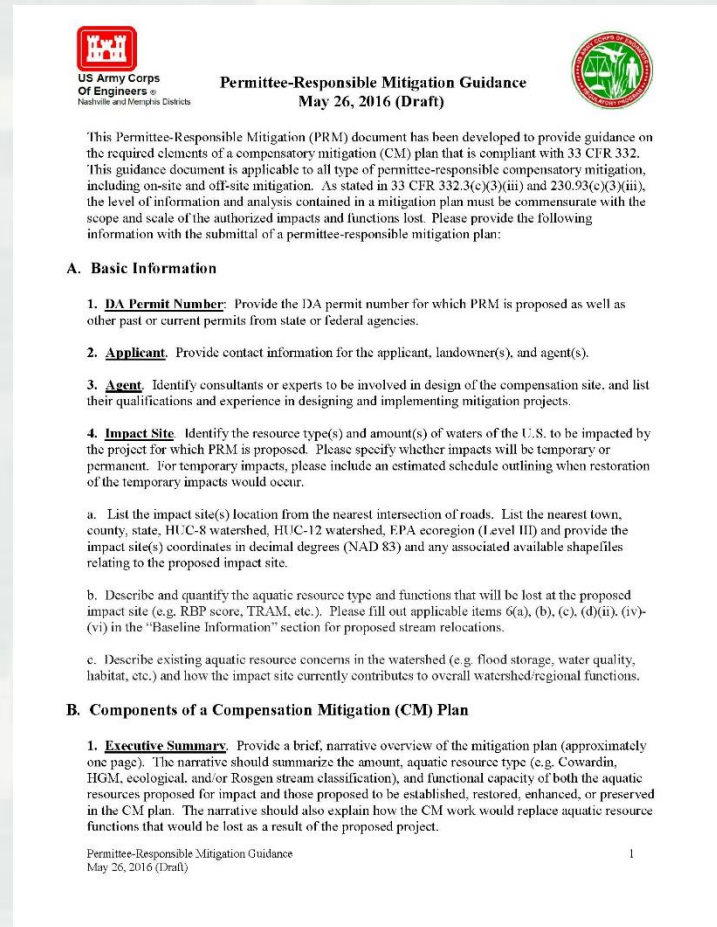 US Army Corps
Of Engineers ®
Nashville and Memphis Districts
Permittee-Responsible Mitigation Guidance
May 26, 2016 (Draft)
This Permittee-Responsible Mitigation (PRM) document has been developed to provide guidance on
the required elements of a compensatory mitigation (CM) plan that is compliant with 33 CFR 332.
This guidance document is applicable to all type of permittee-responsible compensatory mitigation,
including on-site and off-site mitigation. As stated in 33 CFR 332.3(c)(3)(iii) and 230.93(c)(3)(iii),
the level of information and analysis contained in a mitigation plan must be commensurate with the
scope and scale of the authorized impacts and functions lost. Please provide the following
information with the submittal of a permittee-responsible mitigation plan:
A. Basic Information
1. DA Permit Number: Provide the DA permit number for which PRM is proposed as well as
other past or current permits from state or federal agencies.
2. Applicant. Provide contact information for the applicant, landowner(s), and agent(s).
3. Agent. Identify consultants or experts to be involved in design of the compensation site, and list
their qualifications and experience in designing and implementing mitigation projects.
4. Impact Site. Identify the resource type(s) and amount(s) of waters of the U.S. to be impacted by
the project for which PRM is proposed. Please specify whether impacts will be temporary or
permanent. For temporary impacts, please include an estimated schedule outlining when restoration
of the temporary impacts would occur.
a. List the impact site(s) location from the nearest intersection of roads. List the nearest town,
county, state, HUC-8 watershed, HUC-12 watershed, EPA ecoregion (Level III) and provide the
impact site(s) coordinates in decimal degrees (NAD 83) and any associated available shapefiles
relating to the proposed impact site.
b. Describe and quantify the aquatic resource type and functions that will be lost at the proposed
impact site (e.g. RBP score, TRAM, etc.). Please fill out applicable items 6(a), (b), (c), (d)(ii), (iv)-
(vi) in the "Baseline Information" section for proposed stream relocations.
c. Describe existing aquatic resource concerns in the watershed (e.g. flood storage, water quality,
habitat, etc.) and how the impact site currently contributes to overall watershed/regional functions.
B. Components of a Compensation Mitigation (CM) Plan
1. Executive Summary. Provide a brief, narrative overview of the mitigation plan (approximately
one page). The narrative should summarize the amount, aquatic resource type (e.g. Cowardin,
HGM, ecological, and/or Rosgen stream classification), and functional capacity of both the aquatic
resources proposed for impact and those proposed to be established, restored, enhanced, or preserved
in the CM plan. The narrative should also explain how the CM work would replace aquatic resource
functions that would be lost as a result of the proposed project.
Permittee-Responsible Mitigation Guidance 1
May 26, 2016 (Draft)